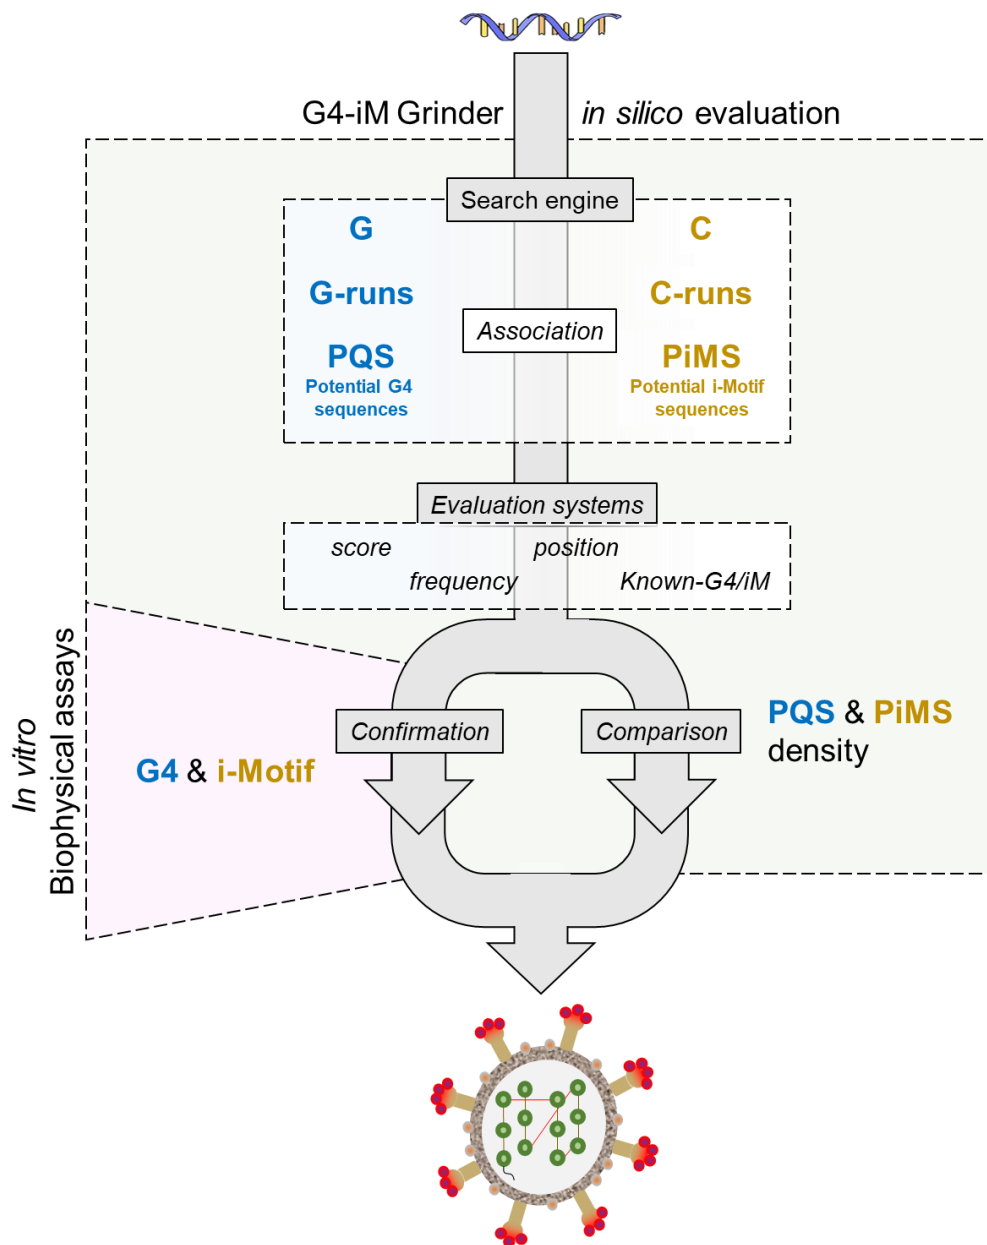 G4-iM Grinder
in silico evaluation
Search engine
G
C
G-runs
C-runs
Association
PQS
Potential G4
sequences
PiMS
Potential i-Motif
sequences
Evaluation systems
score
position
frequency
Known-G4/iM
In vitro
Biophysical assays
Confirmation
Comparison
G4 & i-Motif
PQS & PiMS
density